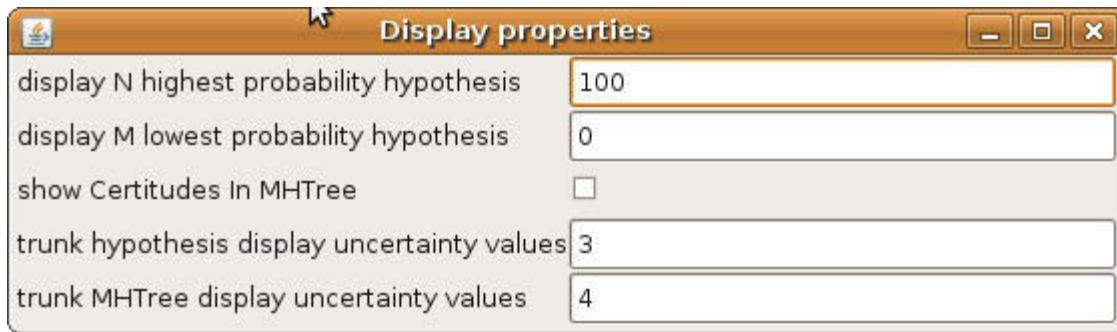 Display properties
display N highest probability hypothesis 100
display M lowest probability hypothesis 0
show Certitudes In MHTree
trunk hypothesis display uncertainty values 3
trunk MHTree display uncertainty values 4